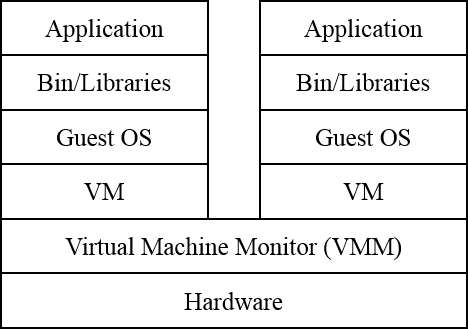 Application
Application
Bin/Libraries
Bin/Libraries
Guest OS
Guest OS
VM
VM
Virtual Machine Monitor (VMM)
Hardware